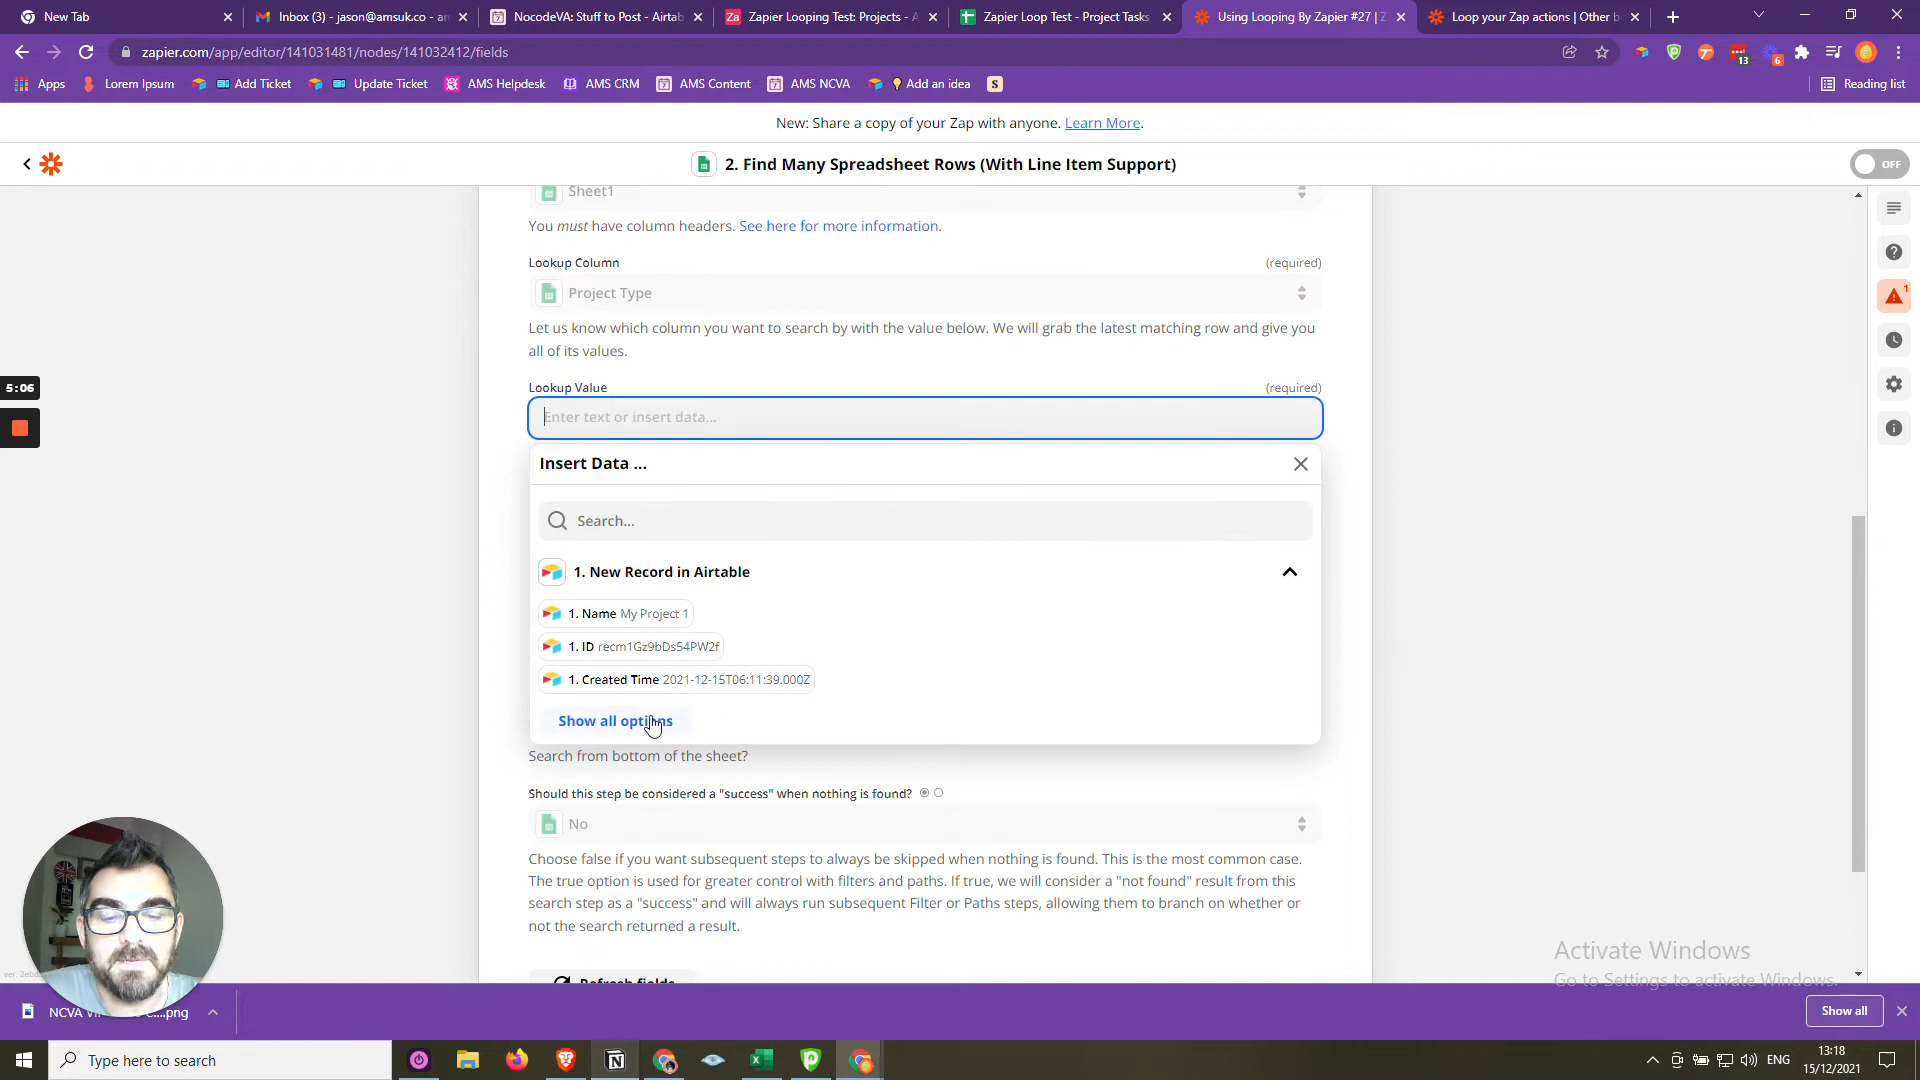 New Tab
Inbox (3) - jason@amsuk.co - am
NocodeVA: Stuff to Post - Airtab
Zapier Looping Test: Projects - A
Zapier Loop Test - Project Tasks
Using Looping By Zapier #27 | Z
Loop your Zap actions | Other b
zapier.com/app/editor/141031481/nodes/141032412/fields
13
6
Apps
Lorem Ipsum
Add Ticket
Update Ticket
AMS Helpdesk
AMS CRM
AMS Content
AMS NCVA
Add an idea
S
Reading list
New: Share a copy of your Zap with anyone. Learn More.
2. Find Many Spreadsheet Rows (With Line Item Support)
OFF
Sheet1
You must have column headers. See here for more information.
Lookup Column
(required)
Project Type
Let us know which column you want to search by with the value below. We will grab the latest matching row and give you
all of its values.
5:06
Lookup Value
(required)
Enter text or insert data...
Insert Data ...
Search...
1. New Record in Airtable
1. Name My Project 1
1. ID recm1Gz9bDs54PW2f
1. Created Time 2021-12-15T06:11:39.000Z
Show all options
Search from bottom of the sheet?
Should this step be considered a "success" when nothing is found?
No
Choose false if you want subsequent steps to always be skipped when nothing is found. This is the most common case.
The true option is used for greater control with filters and paths. If true, we will consider a "not found" result from this
search step as a "success" and will always run subsequent Filter or Paths steps, allowing them to branch on whether or
not the search returned a result.
Refresh fields
Activate Windows
Go to Settings to activate Windows.
Show all
Type here to search
ENG
13:18
15/12/2021